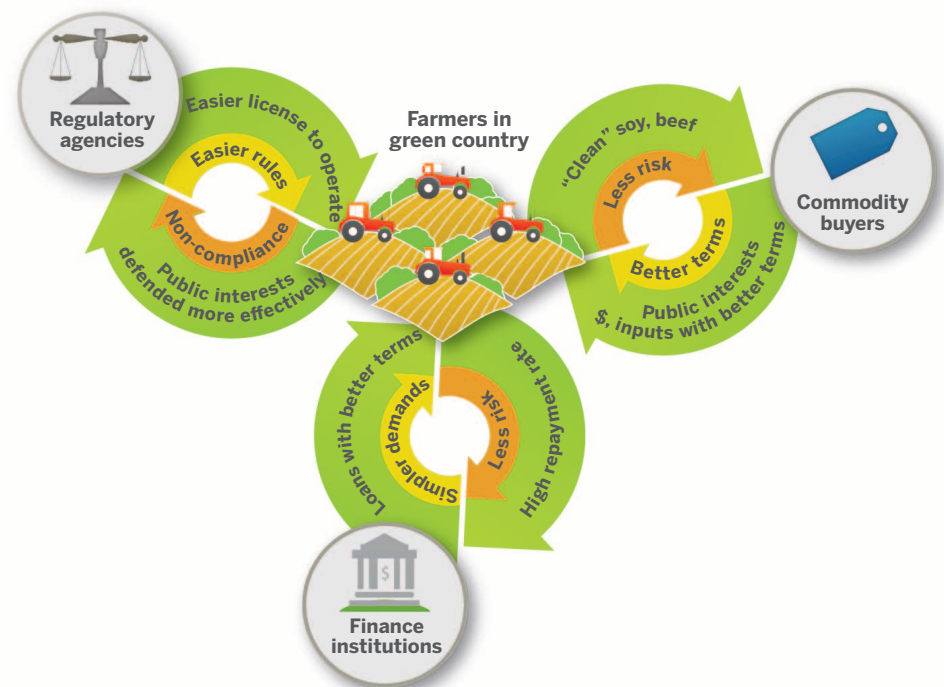 Regulatory
agencies
Easier license to operate
Easier rules
Non-compliance
Public interests
defended more effectively
Farmers in
green country
"Clean" soy, beef
Less risk
Better terms
Public interests
$, inputs with better terms
Commodity
buyers
Loans with better terms
Simpler demands
Less risk
High repayment rate
$
Finance
institutions